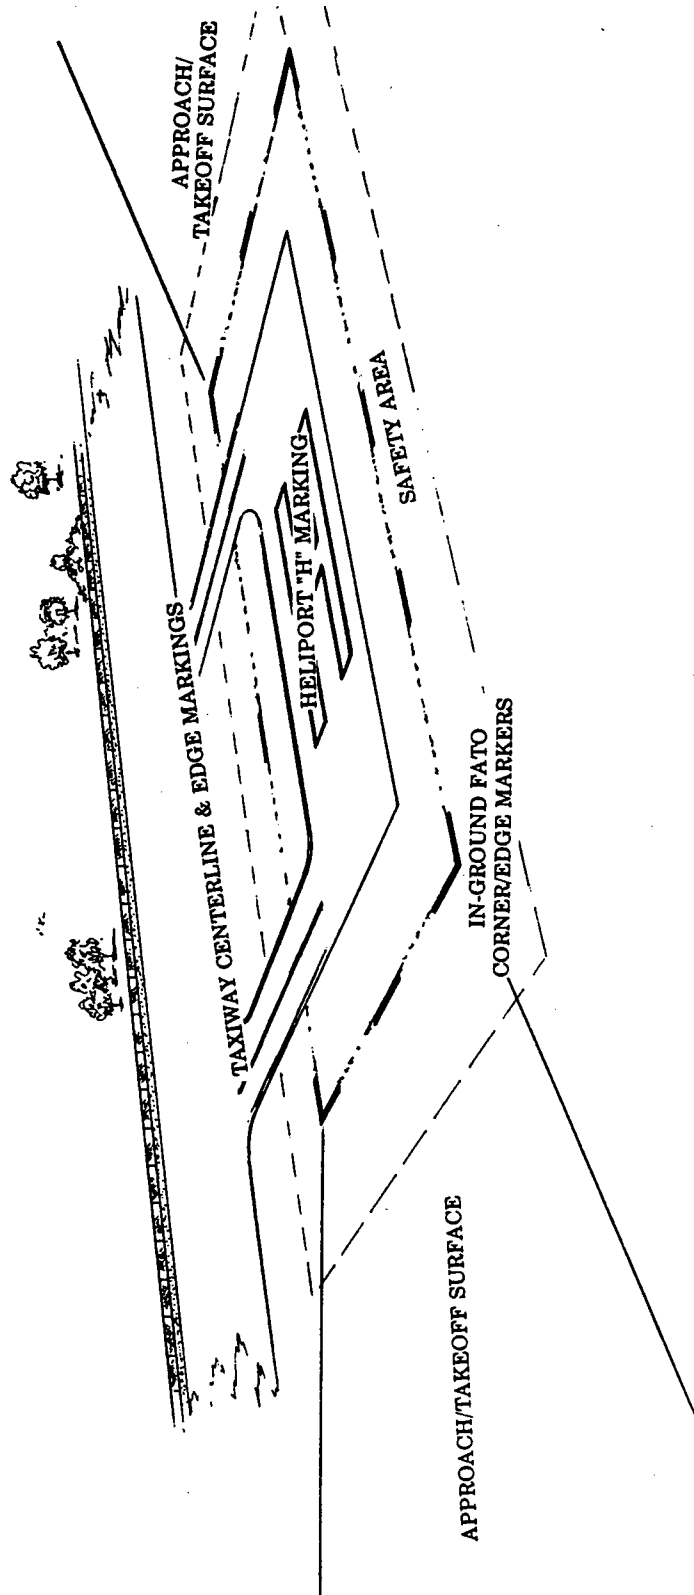 APPROACH/
TAKEOFF SURFACE
TAXIWAY CENTERLINE & EDGE MARKINGS
HELIPORT "H" MARKING
SAFETY AREA
IN-GROUND FATO
CORNER/EDGE MARKERS
APPROACH/TAKEOFF SURFACE